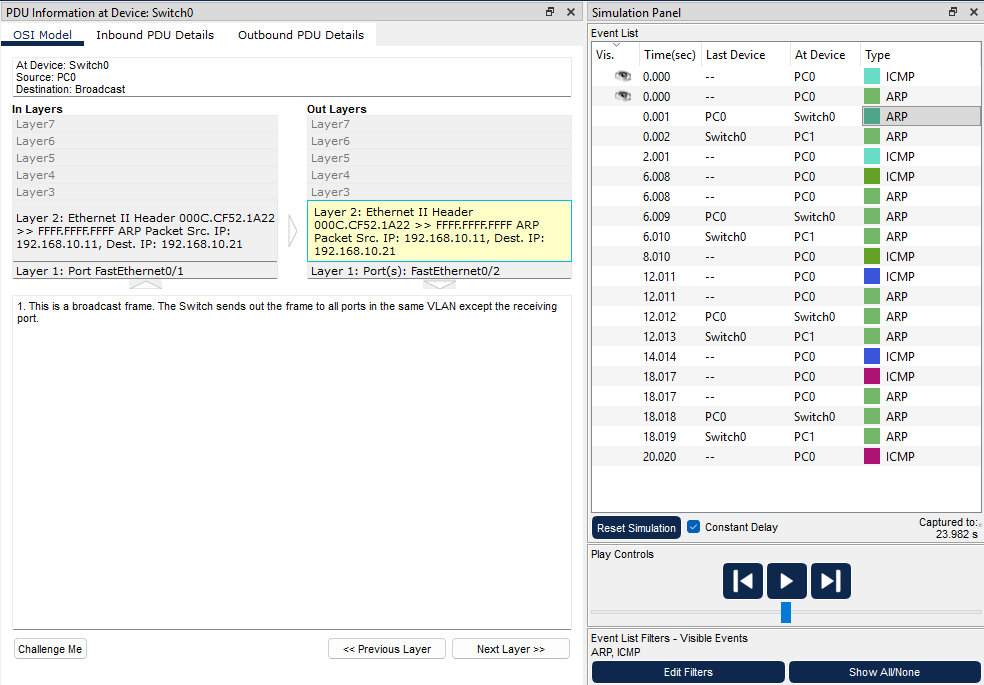 PDU Information at Device: Switch0
OSI Model Inbound PDU Details Outbound PDU Details
At Device: Switch0
Source: PC0
Destination: Broadcast
In Layers
Layer7
Layer6
Layer5
Layer4
Layer3
Layer 2: Ethernet II Header 000C.CF52.1A22
>> FFFF.FFFF.FFFF ARP Packet Src. IP:
192.168.10.11, Dest. IP: 192.168.10.21
Layer 1: Port FastEthernet0/1
Out Layers
Layer7
Layer6
Layer5
Layer4
Layer3
Layer 2: Ethernet II Header
000C.CF52.1A22 >> FFFF.FFFF.FFFF ARP
Packet Src. IP: 192.168.10.11, Dest. IP:
192.168.10.21
Layer 1: Port(s): FastEthernet0/2
1. This is a broadcast frame. The Switch sends out the frame to all ports in the same VLAN except the receiving
port.
Challenge Me << Previous Layer Next Layer >>
Simulation Panel
Event List
Vis. Time(sec) Last Device At Device Type
0.000 -- PC0 ICMP
0.000 -- PC0 ARP
0.001 PC0 Switch0 ARP
0.002 Switch0 PC1 ARP
2.001 -- PC0 ICMP
6.008 -- PC0 ICMP
6.008 -- PC0 ARP
6.009 PC0 Switch0 ARP
6.010 Switch0 PC1 ARP
8.010 -- PC0 ICMP
12.011 -- PC0 ICMP
12.011 -- PC0 ARP
12.012 PC0 Switch0 ARP
12.013 Switch0 PC1 ARP
14.014 -- PC0 ICMP
18.017 -- PC0 ICMP
18.017 -- PC0 ARP
18.018 PC0 Switch0 ARP
18.019 Switch0 PC1 ARP
20.020 -- PC0 ICMP
Reset Simulation Constant Delay
Captured to:
23.982 s
Play Controls
Event List Filters - Visible Events
ARP, ICMP
Edit Filters Show All/None